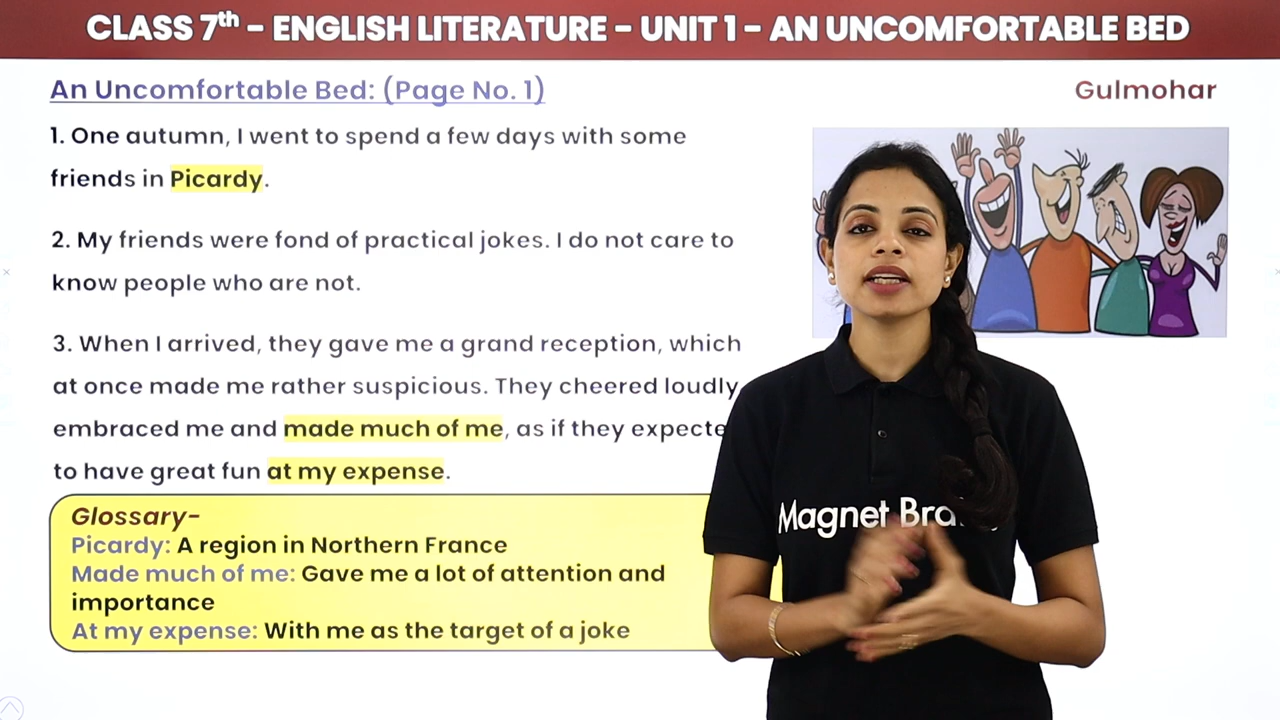 CLASS 7th - ENGLISH LITERATURE - UNIT 1 - AN UNCOMFORTABLE BED
An Uncomfortable Bed: (Page No. 1)
Gulmohar
1. One autumn, I went to spend a few days with some
friends in Picardy.
2. My friends were fond of practical jokes. I do not care to
know people who are not.
3. When I arrived, they gave me a grand reception, which
at once made me rather suspicious. They cheered loudly,
embraced me and made much of me, as if they expecte
to have great fun at my expense.
Glossary-
Picardy: A region in Northern France
Made much of me: Gave me a lot of attention and
importance
At my expense: With me as the target of a joke
Magnet Bra